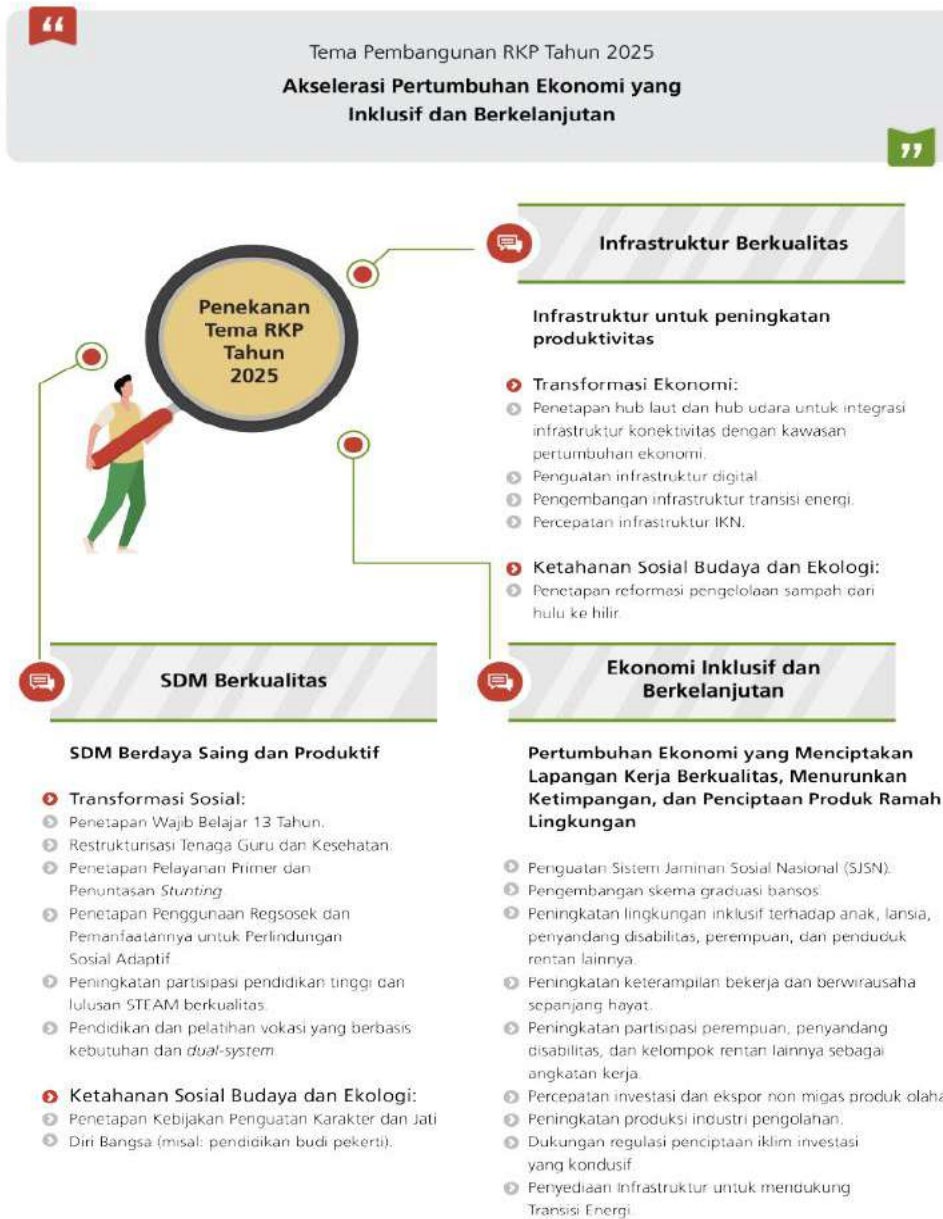 Tema Pembangunan RKP Tahun 2025
Akselerasi Pertumbuhan Ekonomi yang
Inklusif dan Berkelanjutan
Penekanan
Tema RKP
Tahun
2025
Infrastruktur Berkualitas
Infrastruktur untuk peningkatan
produktivitas
Transformasi Ekonomi:
Penetapan hub laut dan hub udara untuk integrasi
infrastruktur konektivitas dengan kawasan
pertumbuhan ekonomi.
Penguatan infrastruktur digital.
Pengembangan infrastruktur transisi energi.
Percepatan infrastruktur IKN.
Ketahanan Sosial Budaya dan Ekologi:
Penetapan reformasi pengelolaan sampah dari
hulu ke hilir.
SDM Berkualitas
SDM Berdaya Saing dan Produktif
Transformasi Sosial:
Penetapan Wajib Belajar 13 Tahun.
Restrukturisasi Tenaga Guru dan Kesehatan.
Penetapan Pelayanan Primer dan
Penuntasan Stunting.
Penetapan Penggunaan Regsosek dan
Pemanfaatannya untuk Perlindungan
Sosial Adaptif.
Peningkatan partisipasi pendidikan tinggi dan
lulusan STEAM berkualitas.
Pendidikan dan pelatihan vokasi yang berbasis
kebutuhan dan dual-system.
Ketahanan Sosial Budaya dan Ekologi:
Penetapan Kebijakan Penguatan Karakter dan Jati
Diri Bangsa (misal: pendidikan budi pekerti).
Ekonomi Inklusif dan
Berkelanjutan
Pertumbuhan Ekonomi yang Menciptakan
Lapangan Kerja Berkualitas, Menurunkan
Ketimpangan, dan Penciptaan Produk Ramah
Lingkungan
Penguatan Sistem Jaminan Sosial Nasional (SJSN).
Pengembangan skema graduasi bansos.
Peningkatan lingkungan inklusif terhadap anak, lansia,
penyandang disabilitas, perempuan, dan penduduk
rentan lainnya.
Peningkatan keterampilan bekerja dan berwirausaha
sepanjang hayat.
Peningkatan partisipasi perempuan, penyandang
disabilitas, dan kelompok rentan lainnya sebagai
angkatan kerja.
Percepatan investasi dan ekspor non migas produk olaha
Peningkatan produksi industri pengolahan.
Dukungan regulasi penciptaan iklim investasi
yang kondusif.
Penyediaan Infrastruktur untuk mendukung
Transisi Energi.